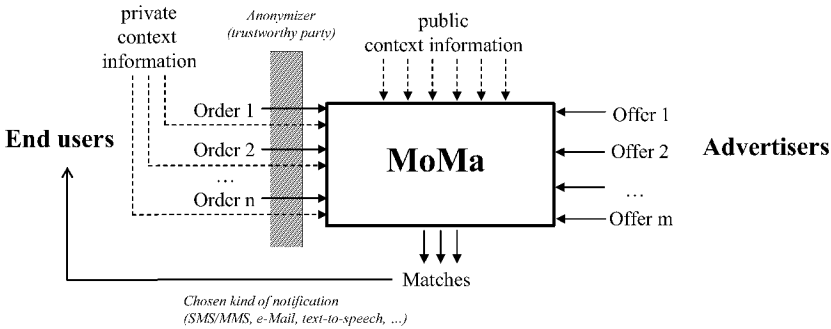 private
context
information
Anonymizer
(trustworthy party)
public
context information
Order 1
Order 2
...
Order n
End users
MoMa
Offer 1
Offer 2
...
Offer m
Advertisers
Matches
Chosen kind of notification
(SMS/MMS, e-Mail, text-to-speech, ...)